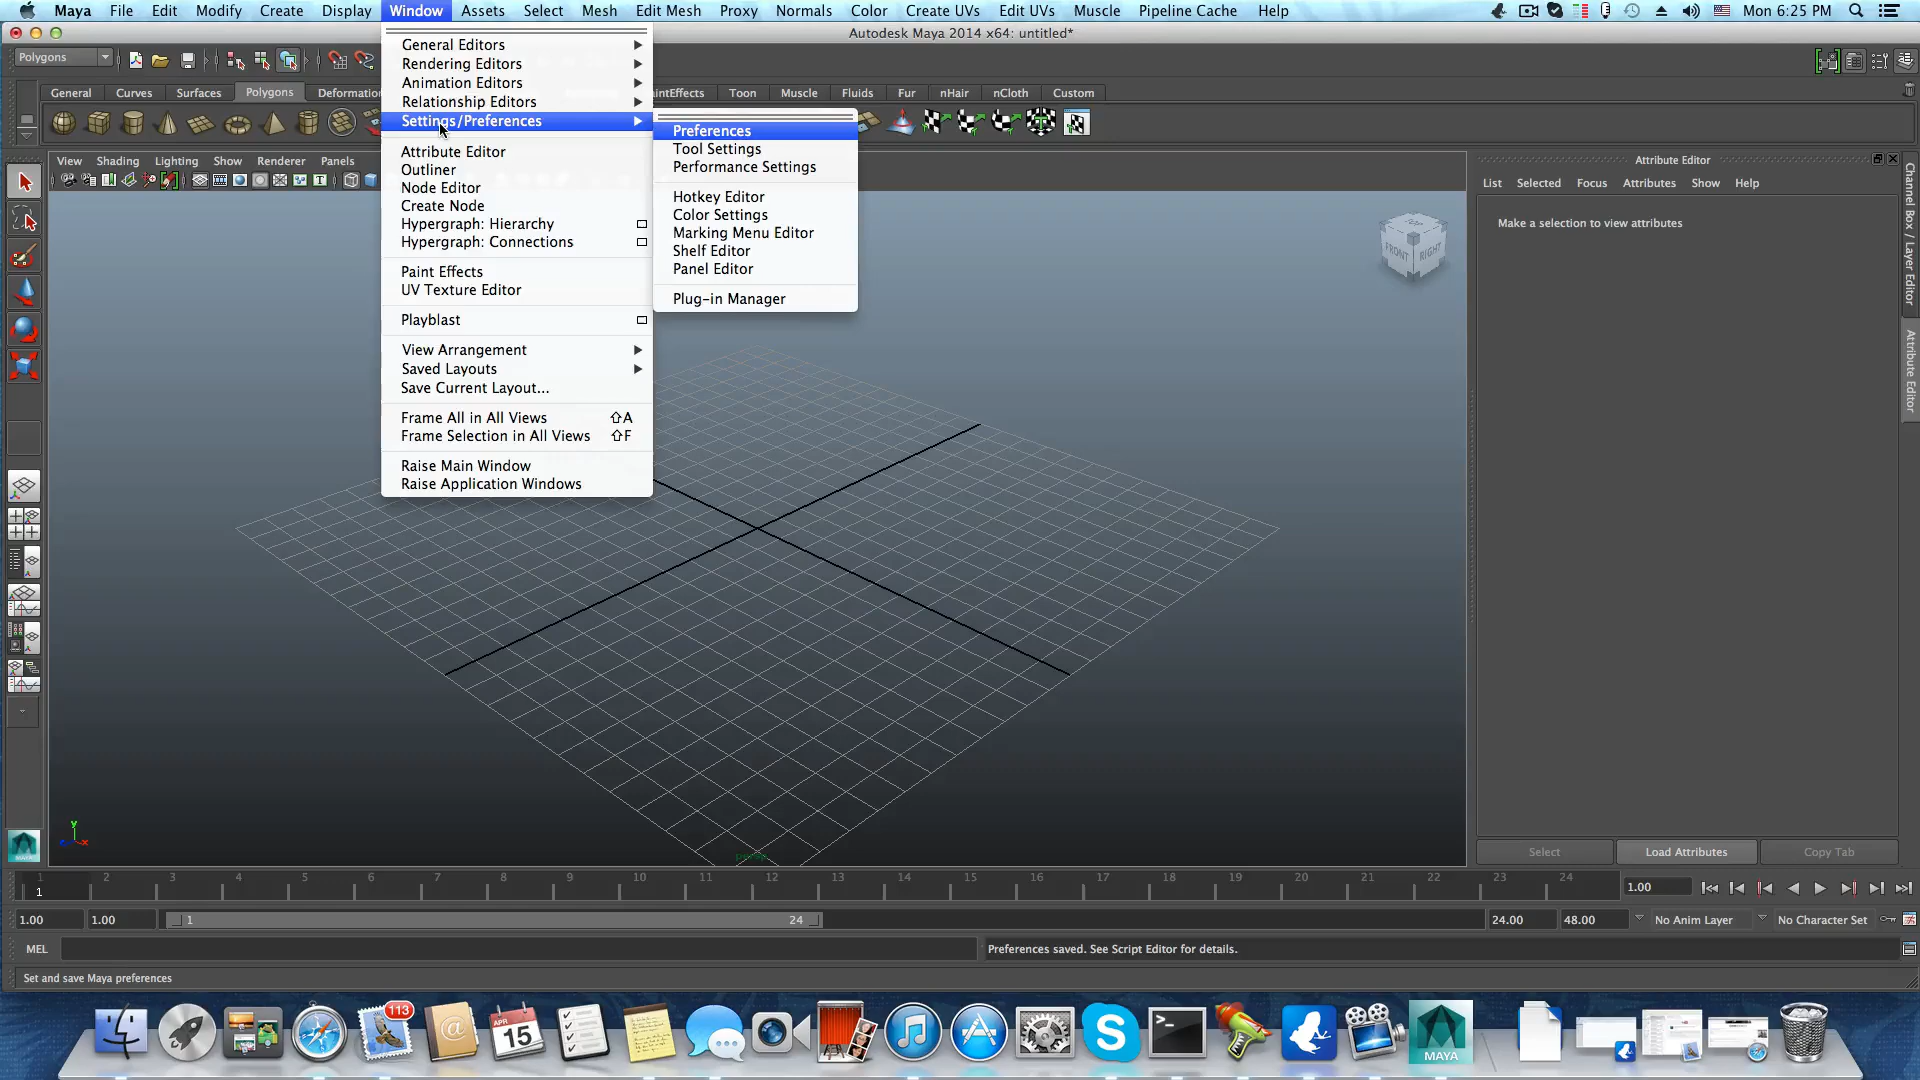 Maya File Edit Modify Create Display Window Assets Select Mesh Edit Mesh Proxy Normals Color Create UVs Edit UVs Muscle Pipeline Cache Help Mon 6:25 PM
Autodesk Maya 2014 x64: untitled*
Polygons
General Curves Surfaces Polygons Deformatio
aintEffects Toon Muscle Fluids Fur nHair nCloth Custom
General Editors
Rendering Editors
Animation Editors
Relationship Editors
Settings/Preferences
Attribute Editor
Outliner
Node Editor
Create Node
Hypergraph: Hierarchy
Hypergraph: Connections
Paint Effects
UV Texture Editor
Playblast
View Arrangement
Saved Layouts
Save Current Layout...
Frame All in All Views ⇧A
Frame Selection in All Views ⇧F
Raise Main Window
Raise Application Windows
Preferences
Tool Settings
Performance Settings
Hotkey Editor
Color Settings
Marking Menu Editor
Shelf Editor
Panel Editor
Plug-in Manager
View Shading Lighting Show Renderer Panels
FRONT RIGHT
Attribute Editor
List Selected Focus Attributes Show Help
Make a selection to view attributes
Channel Box / Layer Editor
Attribute Editor
Select Load Attributes Copy Tab
y
x
persp
MAYA
1 2 3 4 5 6 7 8 9 10 11 12 13 14 15 16 17 18 19 20 21 22 23 24
1
1.00
1.00 1.00 1 24 24.00 48.00 No Anim Layer No Character Set
MEL Preferences saved. See Script Editor for details.
Set and save Maya preferences
113
APR
15
MAYA